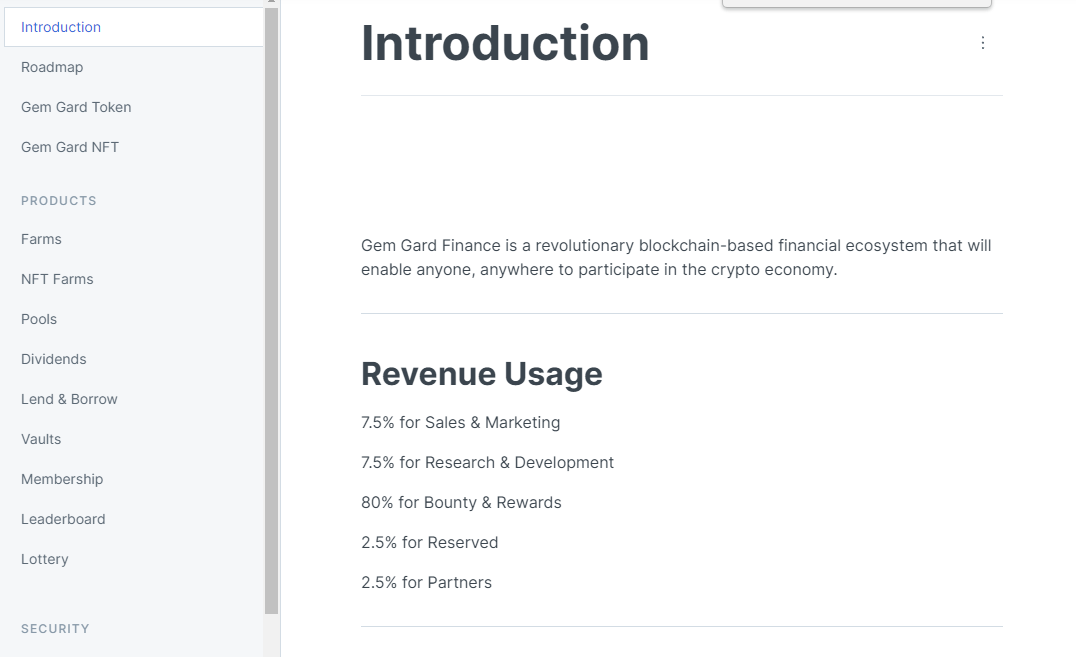 Introduction
Roadmap
Gem Gard Token
Gem Gard NFT
PRODUCTS
Farms
NFT Farms
Pools
Dividends
Lend & Borrow
Vaults
Membership
Leaderboard
Lottery
SECURITY
Introduction
Gem Gard Finance is a revolutionary blockchain-based financial ecosystem that will
enable anyone, anywhere to participate in the crypto economy.
Revenue Usage
7.5% for Sales & Marketing
7.5% for Research & Development
80% for Bounty & Rewards
2.5% for Reserved
2.5% for Partners